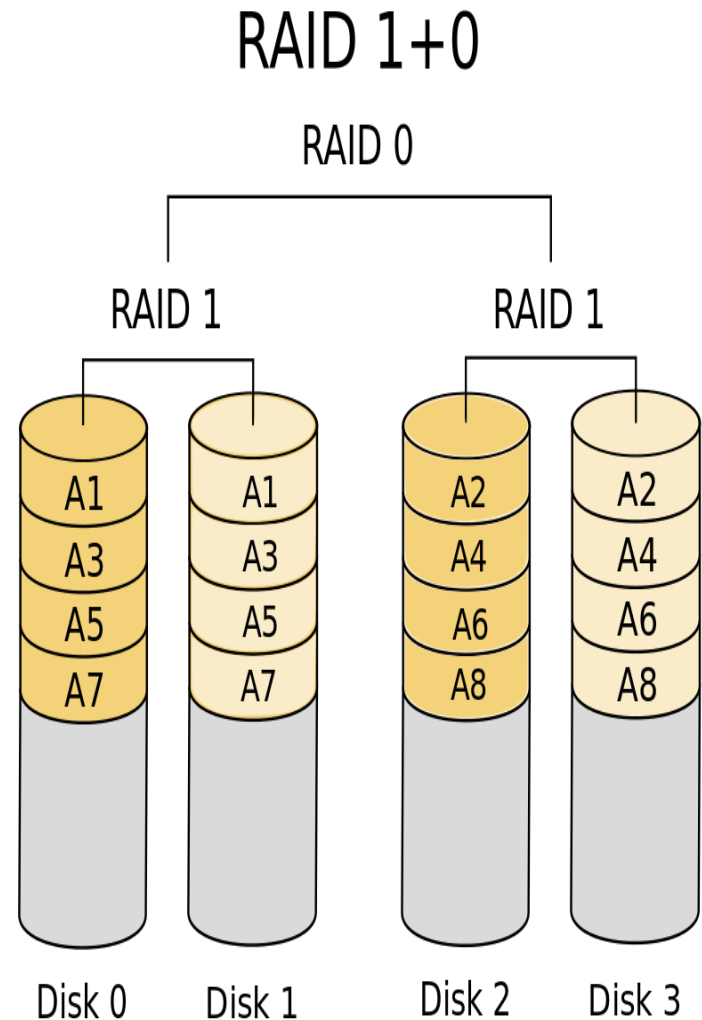 RAID 1+0
RAID 0
RAID 1 RAID 1
A1 A1 A2 A2
A3 A3 A4 A4
A5 A5 A6 A6
A7 A7 A8 A8
Disk 0 Disk 1 Disk 2 Disk 3